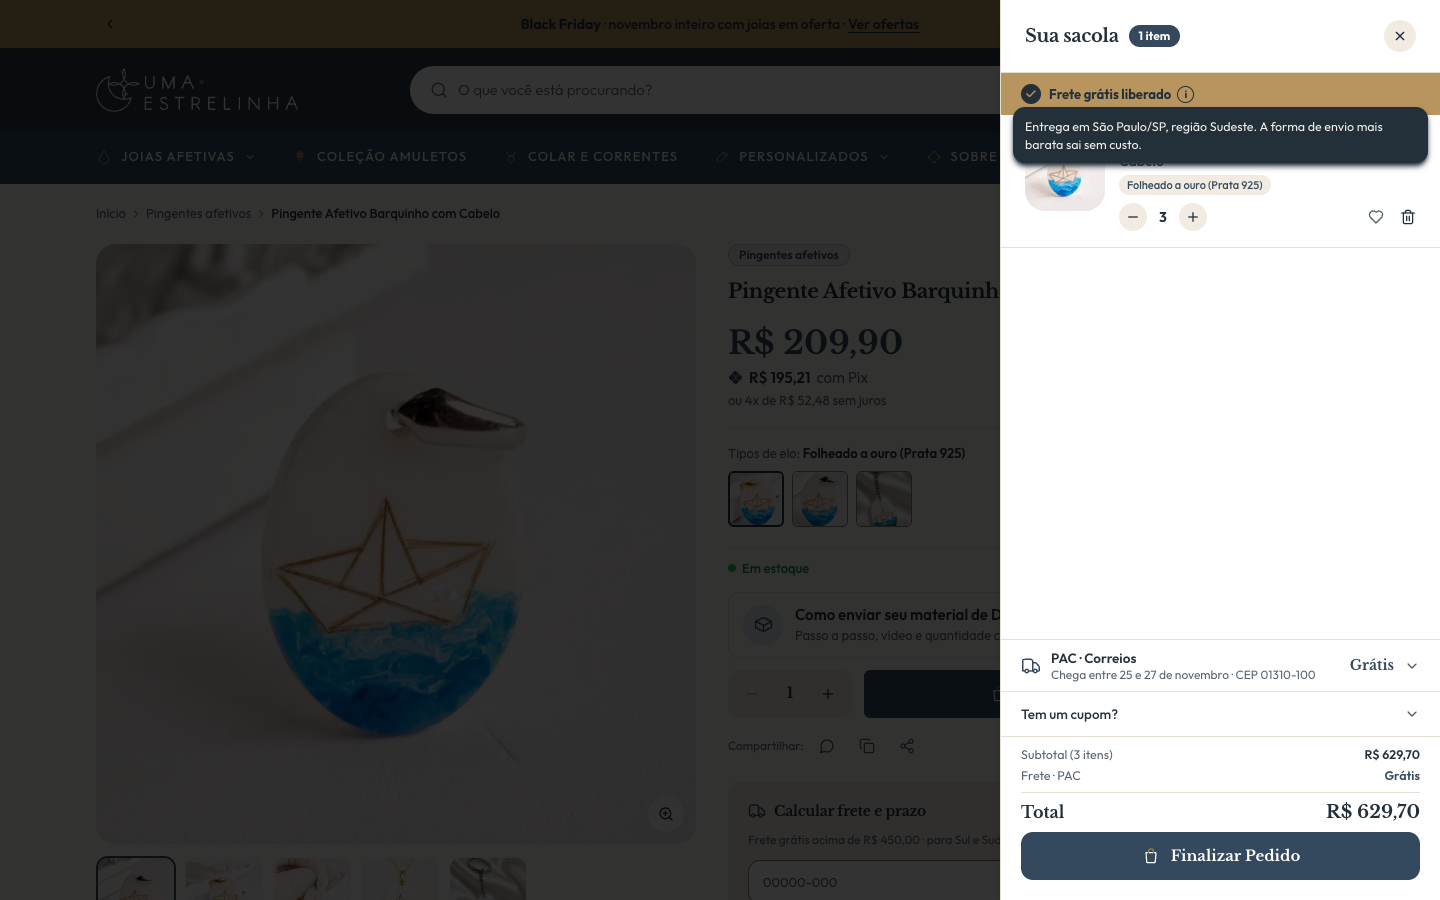 Black Friday · novembro inteiro com joias em oferta · Ver ofertas
UMA
ESTRELINHA
O que você está procurando?
JOIAS AFETIVAS
COLEÇÃO AMULETOS
COLAR E CORRENTES
PERSONALIZADOS
SOBRE
Início > Pingentes afetivos > Pingente Afetivo Barquinho com Cabelo
Pingentes afetivos
Pingente Afetivo Barquinh
R$ 209,90
R$ 195,21 com Pix
ou 4x de R$ 52,48 sem juros
Tipos de elo: Folheado a ouro (Prata 925)
Em estoque
Como enviar seu material de D
Passo a passo, vídeo e quantidade c
1
Compartilhar:
Calcular frete e prazo
Frete grátis acima de R$ 450,00 · para Sul e Sud
00000-000
Sua sacola
1 item
Frete grátis liberado
Entrega em São Paulo/SP, região Sudeste. A forma de envio mais
barata sai sem custo.
Folheado a ouro (Prata 925)
3
PAC · Correios
Chega entre 25 e 27 de novembro · CEP 01310-100
Grátis
Tem um cupom?
Subtotal (3 itens) R$ 629,70
Frete · PAC Grátis
Total R$ 629,70
Finalizar Pedido